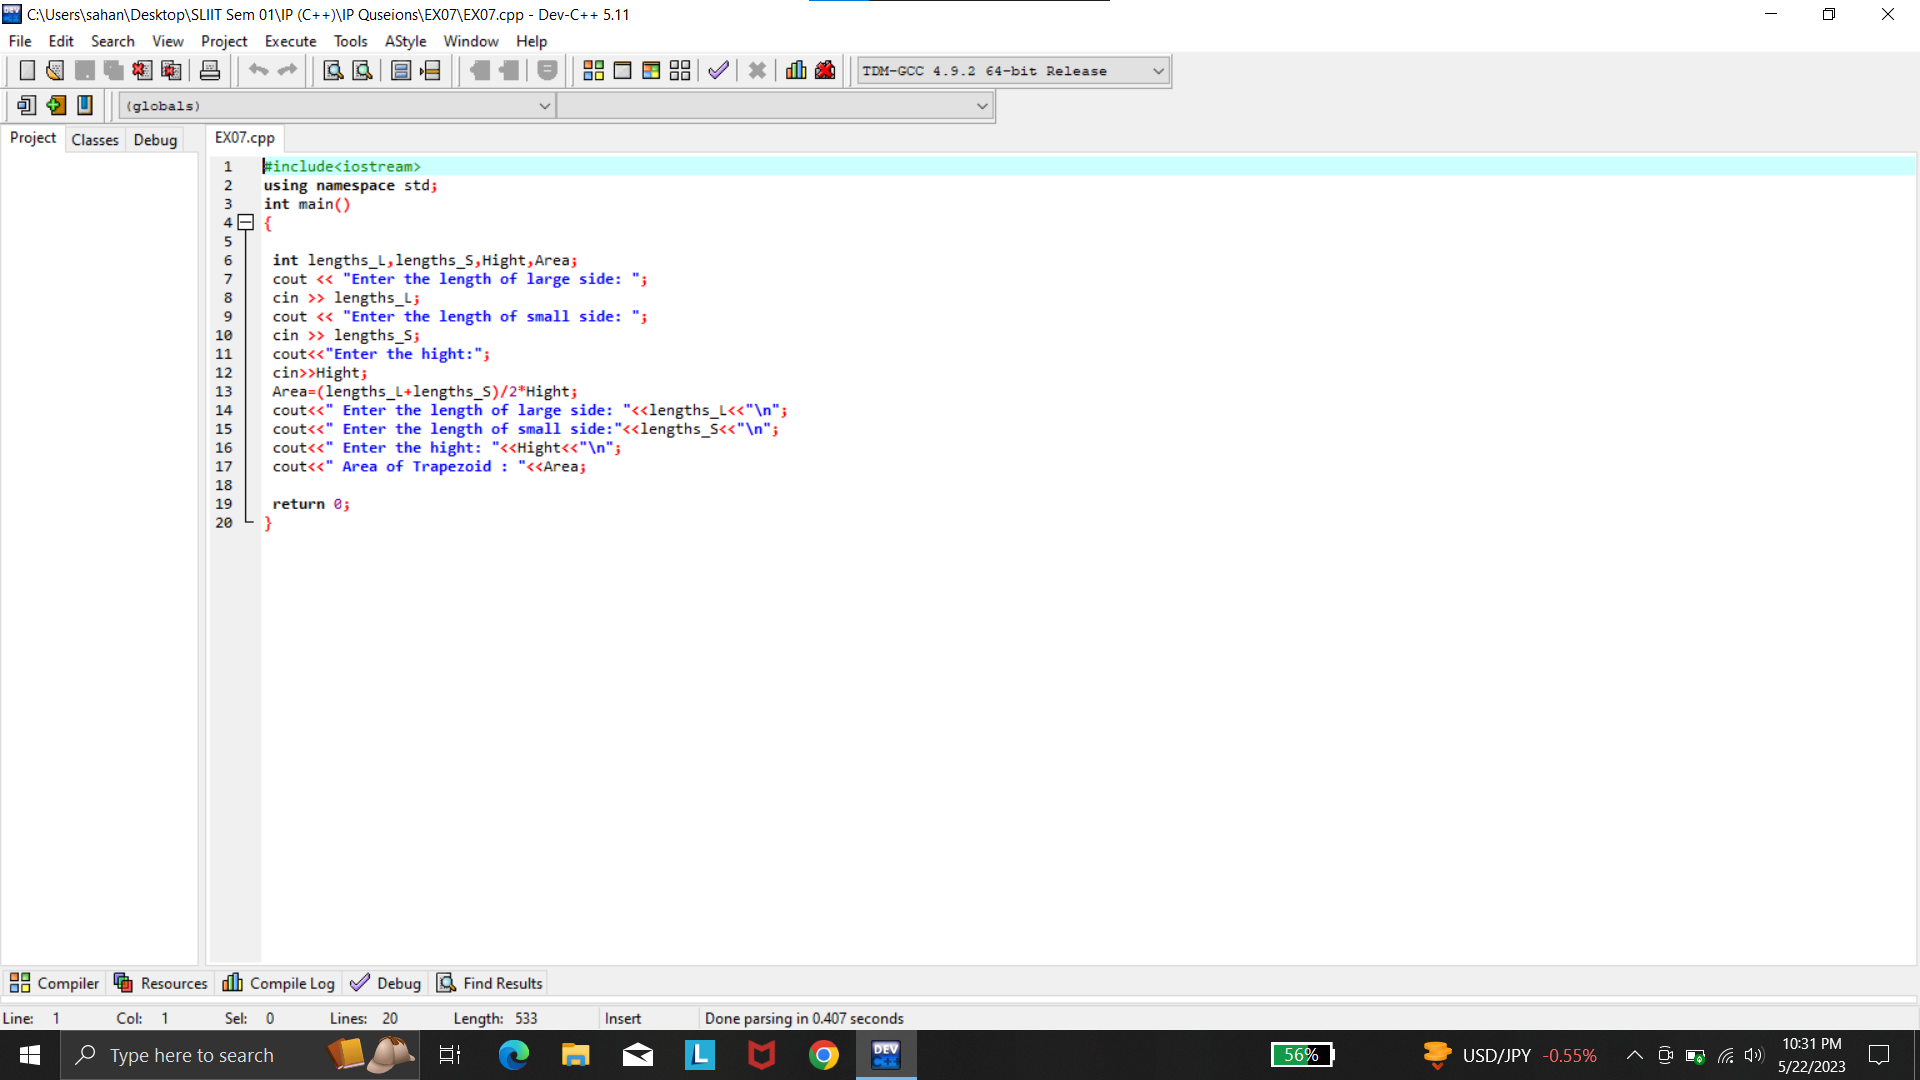 C:\Users\sahan\Desktop\SLIIT Sem 01\IP (C++)\IP Quseions\EX07\EX07.cpp - Dev-C++ 5.11
File Edit Search View Project Execute Tools AStyle Window Help
TDM-GCC 4.9.2 64-bit Release
(globals)
Project Classes Debug EX07.cpp
1 #include<iostream>
2 using namespace std;
3 int main()
4 {
5
6 int lengths_L,lengths_S,Hight,Area;
7 cout << "Enter the length of large side: ";
8 cin >> lengths_L;
9 cout << "Enter the length of small side: ";
10 cin >> lengths_S;
11 cout<<"Enter the hight:";
12 cin>>Hight;
13 Area=(lengths_L+lengths_S)/2*Hight;
14 cout<<" Enter the length of large side: "<<lengths_L<<"\n";
15 cout<<" Enter the length of small side:"<<lengths_S<<"\n";
16 cout<<" Enter the hight: "<<Hight<<"\n";
17 cout<<" Area of Trapezoid : "<<Area;
18
19 return 0;
20 }
Compiler Resources Compile Log Debug Find Results
Line: 1 Col: 1 Sel: 0 Lines: 20 Length: 533 Insert Done parsing in 0.407 seconds
Type here to search L DEV C++ 56% USD/JPY -0.55% 10:31 PM
5/22/2023